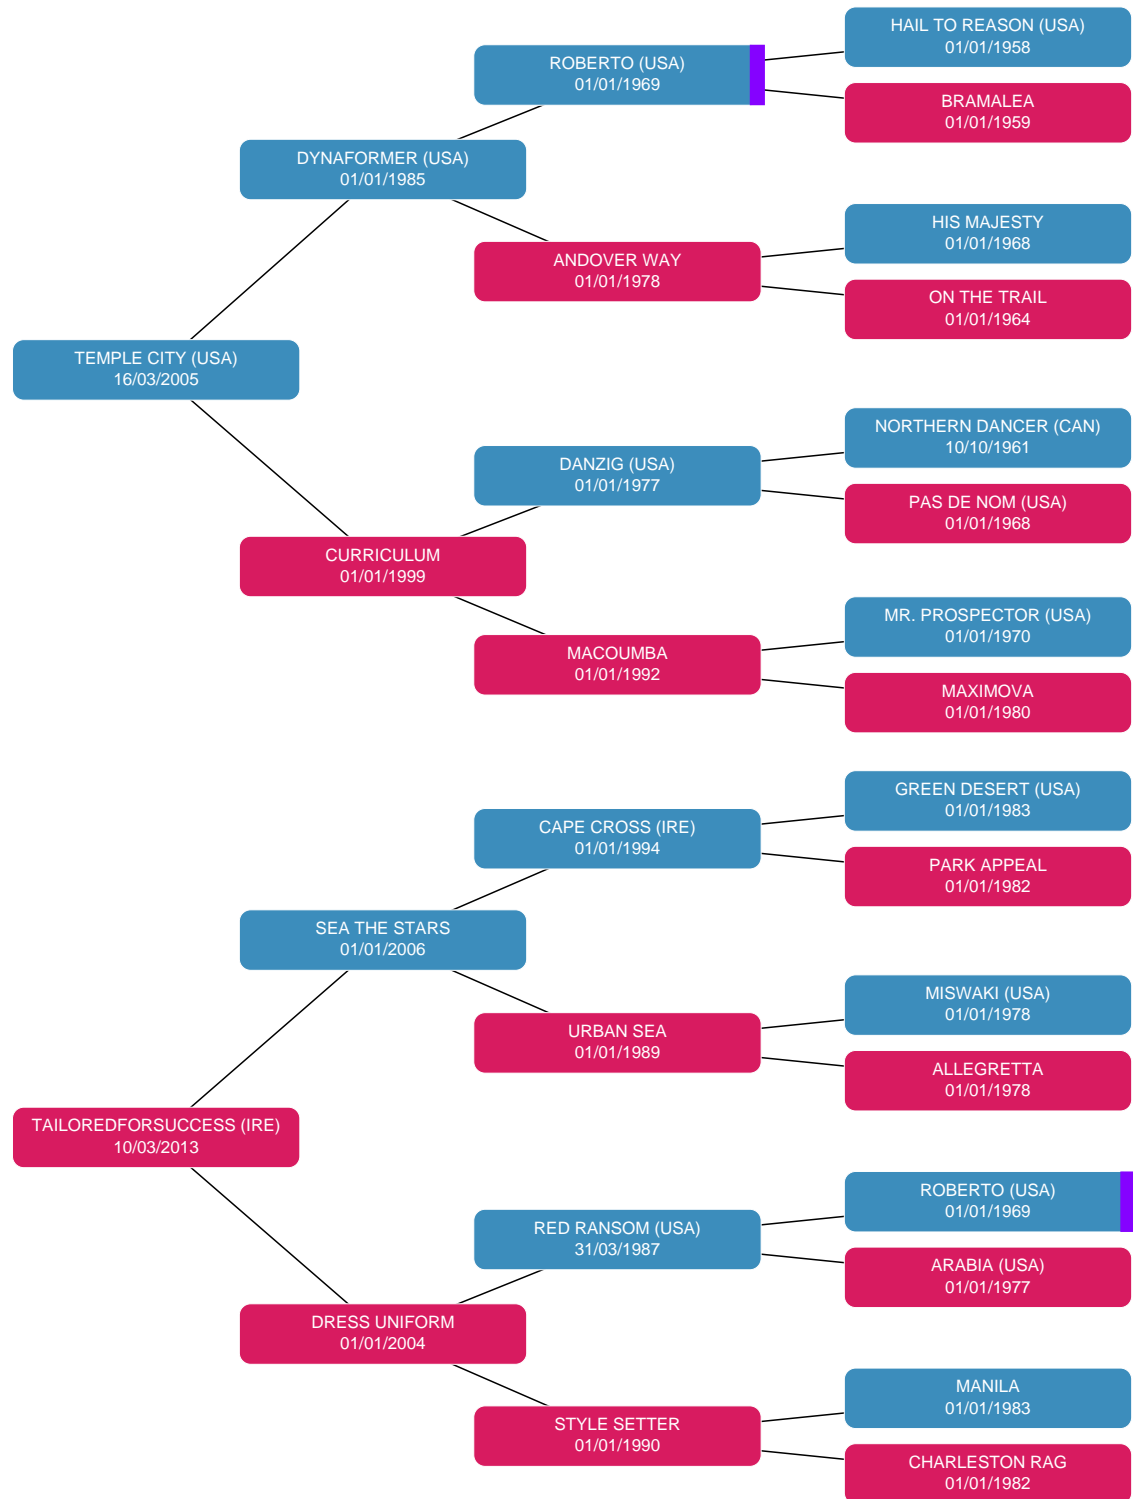 HAIL TO REASON (USA)
01/01/1958
ROBERTO (USA)
01/01/1969
BRAMALEA
01/01/1959
DYNAFORMER (USA)
01/01/1985
HIS MAJESTY
01/01/1968
ANDOVER WAY
01/01/1978
ON THE TRAIL
01/01/1964
TEMPLE CITY (USA)
16/03/2005
NORTHERN DANCER (CAN)
10/10/1961
DANZIG (USA)
01/01/1977
PAS DE NOM (USA)
01/01/1968
CURRICULUM
01/01/1999
MR. PROSPECTOR (USA)
01/01/1970
MACOUMBA
01/01/1992
MAXIMOVA
01/01/1980
GREEN DESERT (USA)
01/01/1983
CAPE CROSS (IRE)
01/01/1994
PARK APPEAL
01/01/1982
SEA THE STARS
01/01/2006
MISWAKI (USA)
01/01/1978
URBAN SEA
01/01/1989
ALLEGRETTA
01/01/1978
TAILOREDFORSUCCESS (IRE)
10/03/2013
ROBERTO (USA)
01/01/1969
RED RANSOM (USA)
31/03/1987
ARABIA (USA)
01/01/1977
DRESS UNIFORM
01/01/2004
MANILA
01/01/1983
STYLE SETTER
01/01/1990
CHARLESTON RAG
01/01/1982